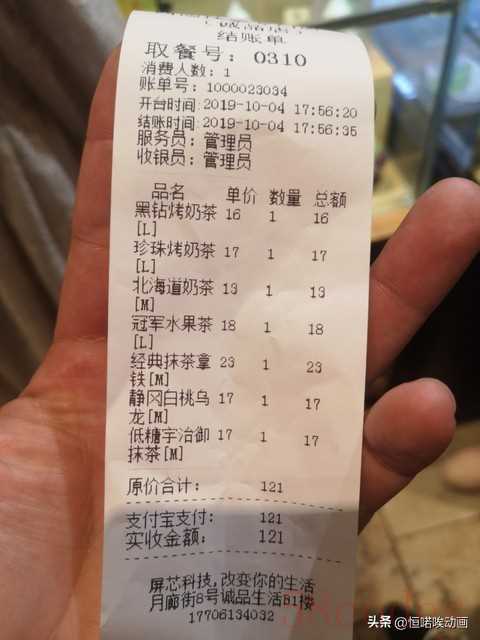 诚品店
结账单
取餐号: 0310
消费人数: 1
账单号: 1000023034
开台时间:2019-10-04 17:56:20
结账时间:2019-10-04 17:56:35
服务员: 管理员
收银员: 管理员
品名 单价 数量 总额
黑钻烤奶茶 16 1 16
[L]
珍珠烤奶茶 17 1 17
[L]
北海道奶茶 13 1 13
[M]
冠军水果茶 18 1 18
[L]
经典抹茶拿 23 1 23
铁[M]
静冈白桃乌 17 1 17
龙[M]
低糖宇治御 17 1 17
抹茶[M]
原价合计: 121
支付宝支付: 121
实收金额: 121
屏芯科技,改变你的生活
月廊街8号诚品生活B1楼
17706134032
头条 @恒喏唉动画